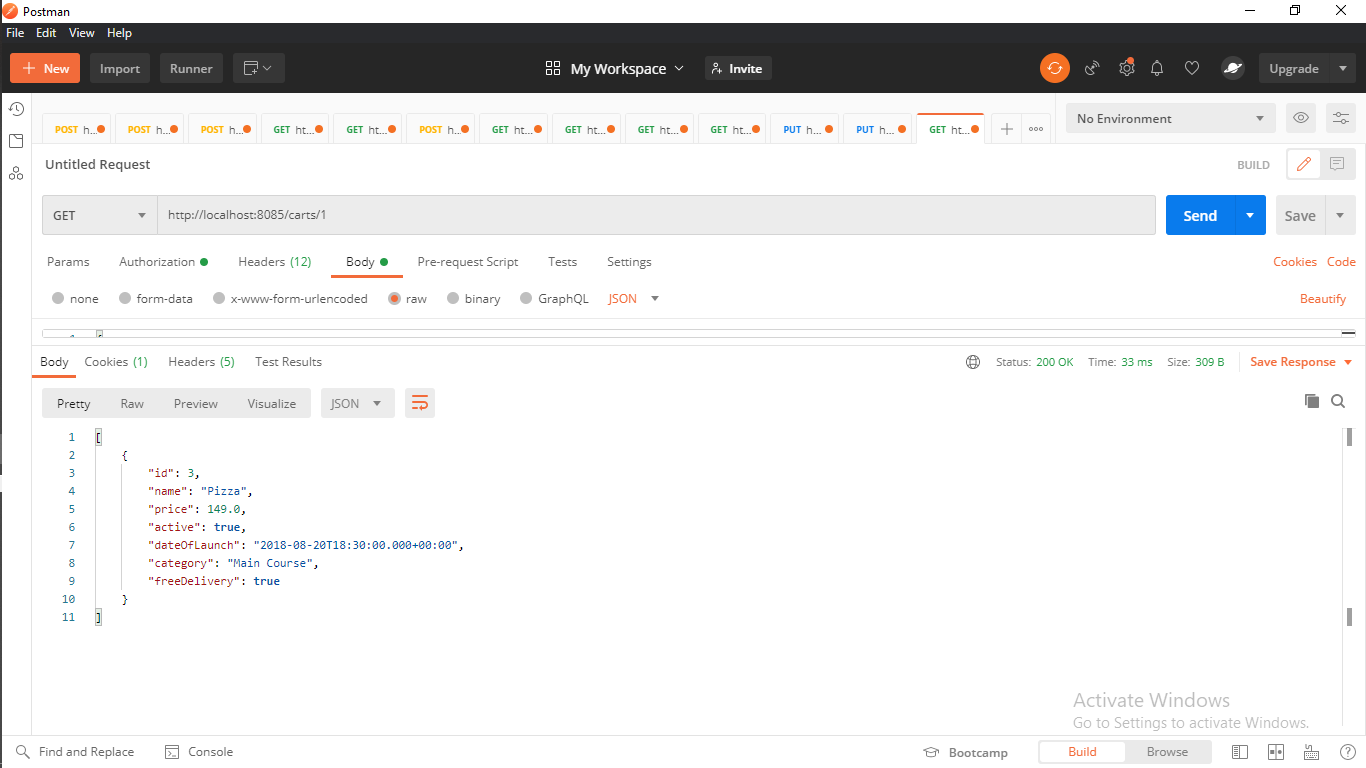 Postman
File Edit View Help
New Import Runner My Workspace Invite Upgrade
POST h... POST h... POST h... GET ht... GET ht... POST h... GET ht... GET ht... GET ht... GET ht... PUT h... PUT h... GET ht... No Environment
Untitled Request BUILD
GET http://localhost:8085/carts/1 Send Save
Params Authorization Headers (12) Body Pre-request Script Tests Settings Cookies Code
none form-data x-www-form-urlencoded raw binary GraphQL JSON Beautify
Body Cookies (1) Headers (5) Test Results Status: 200 OK Time: 33 ms Size: 309 B Save Response
Pretty Raw Preview Visualize JSON
1 [
2 {
3 "id": 3,
4 "name": "Pizza",
5 "price": 149.0,
6 "active": true,
7 "dateOfLaunch": "2018-08-20T18:30:00.000+00:00",
8 "category": "Main Course",
9 "freeDelivery": true
10 }
11 ]
Activate Windows
Go to Settings to activate Windows.
Find and Replace Console Bootcamp Build Browse